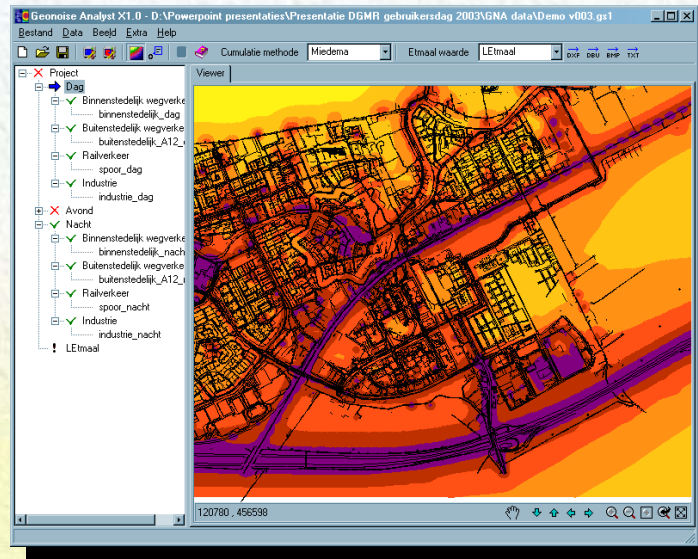 Geonoise Analyst X1.0 - D:\Powerpoint presentaties\Presentatie DGMR gebruikersdag 2003\GNA data\Demo v003.gs1
Bestand Data Beeld Extra Help
Cumulatie methode Miedema Etmaal waarde LEtmaal DXF DBU BMP TXT
Project
Dag
Binnenstedelijk wegverke
binnenstedelijk_dag
Buitenstedelijk wegverke
buitenstedelijk_A12_
Railverkeer
spoor_dag
Industrie
industrie_dag
Avond
Nacht
Binnenstedelijk wegverke
binnenstedelijk_nach
Buitenstedelijk wegverke
buitenstedelijk_A12_
Railverkeer
spoor_nacht
Industrie
industrie_nacht
! LEtmaal
Viewer
120780 , 456598